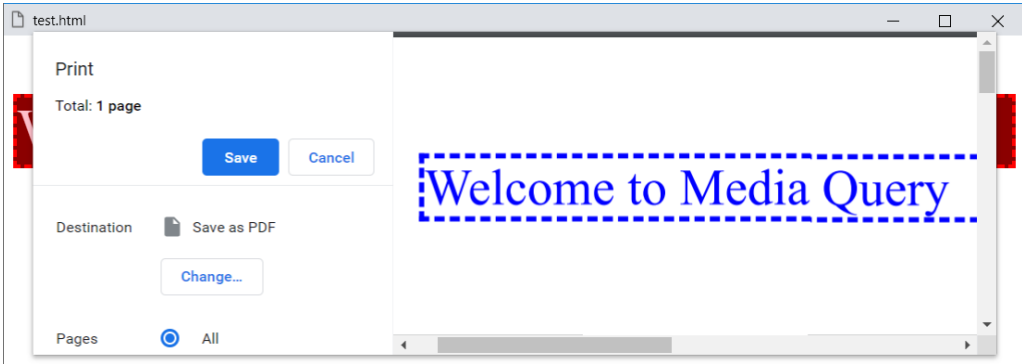 test.html
Print
Total: 1 page
Save Cancel
Destination Save as PDF
Change...
Pages All
Welcome to Media Query